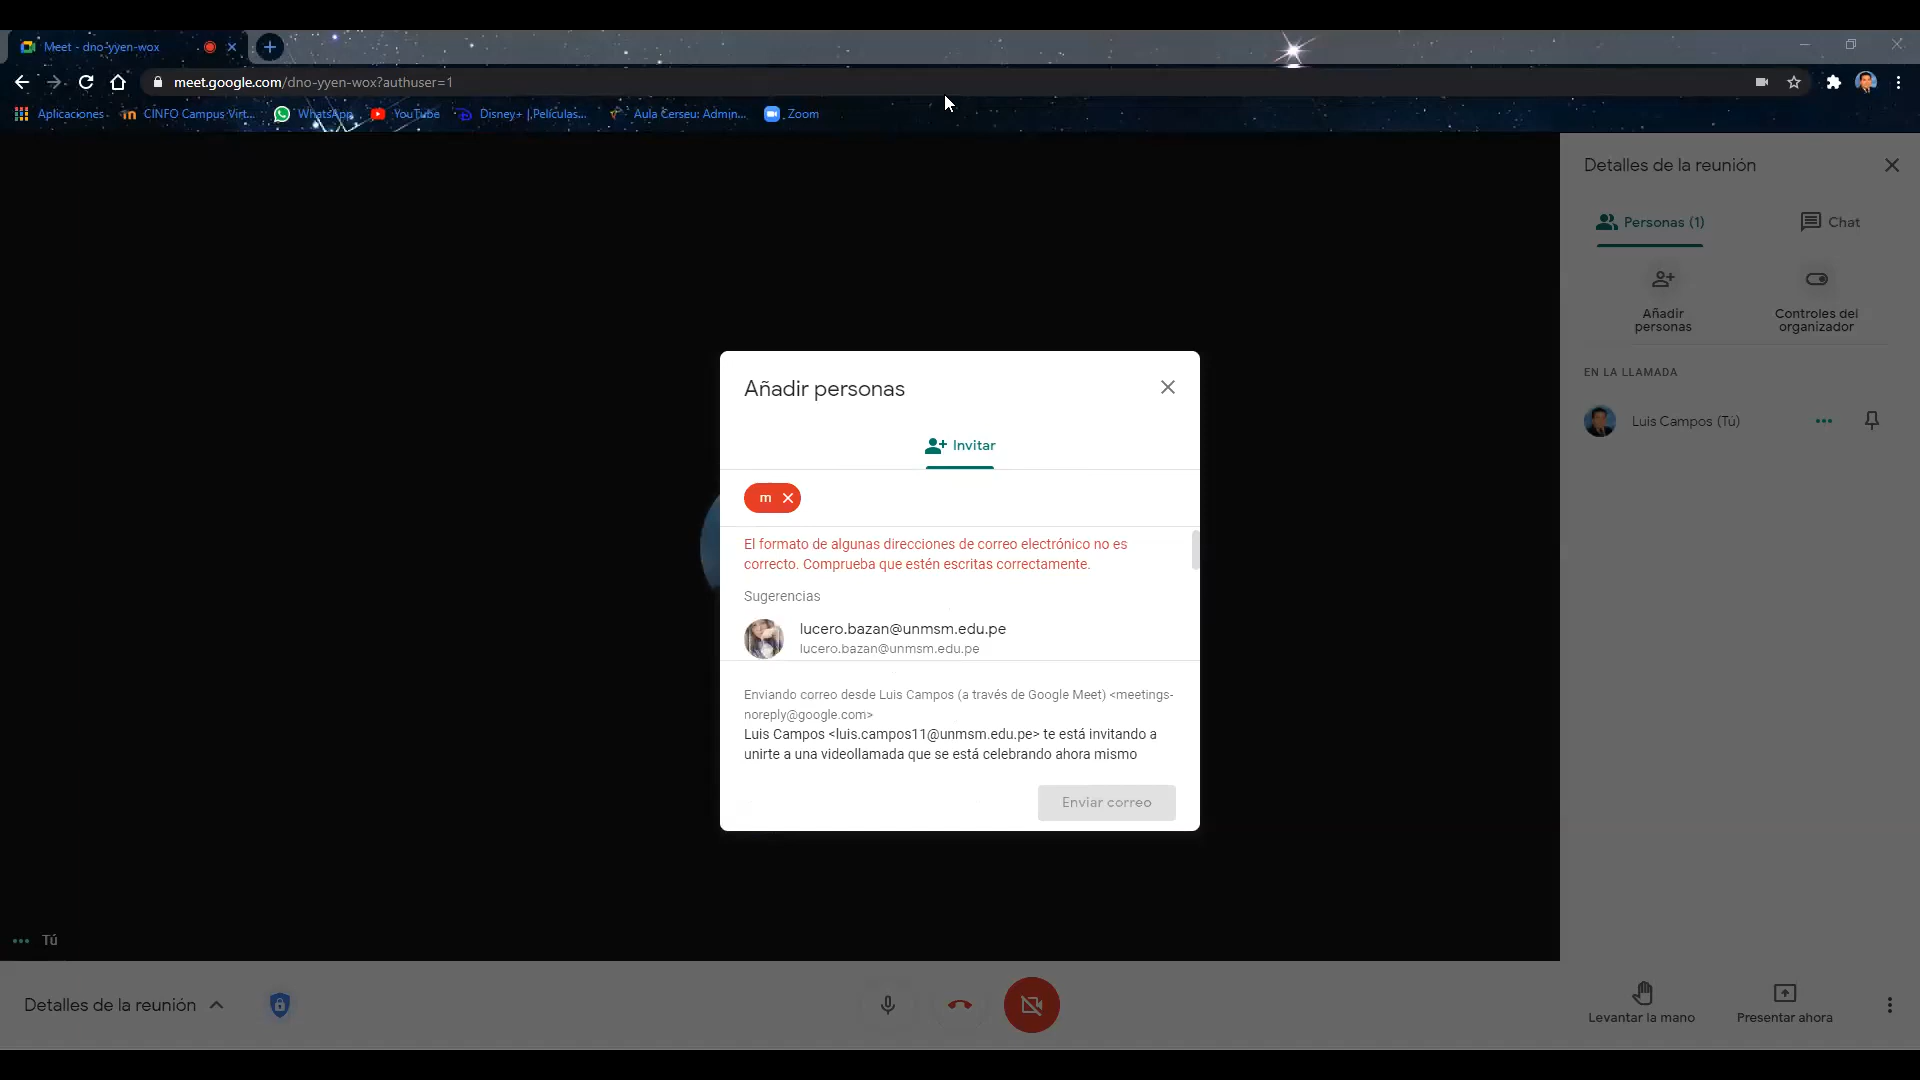 Meet - dno-yyen-wox
meet.google.com/dno-yyen-wox?authuser=1
Aplicaciones
CINFO Campus Virt...
WhatsApp
YouTube
Disney+ | Películas...
Aula Cerseu: Admin...
Zoom
Detalles de la reunión
Personas (1)
Chat
Añadir
personas
Controles del
organizador
EN LA LLAMADA
Luis Campos (Tú)
Añadir personas
Invitar
m
El formato de algunas direcciones de correo electrónico no es
correcto. Comprueba que estén escritas correctamente.
Sugerencias
lucero.bazan@unmsm.edu.pe
lucero.bazan@unmsm.edu.pe
Enviando correo desde Luis Campos (a través de Google Meet) <meetings-
noreply@google.com>
Luis Campos <luis.campos11@unmsm.edu.pe> te está invitando a
unirte a una videollamada que se está celebrando ahora mismo
Enviar correo
Tú
Detalles de la reunión
Levantar la mano
Presentar ahora